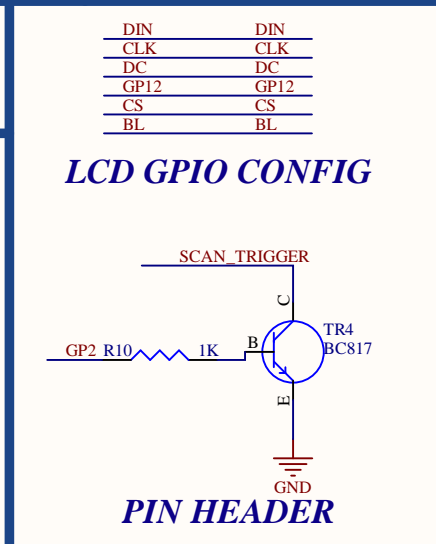 DIN DIN
CLK CLK
DC DC
GP12 GP12
CS CS
BL BL
LCD GPIO CONFIG
SCAN_TRIGGER
C
TR4
BC817
B
GP2 R10 1K
E
GND
PIN HEADER